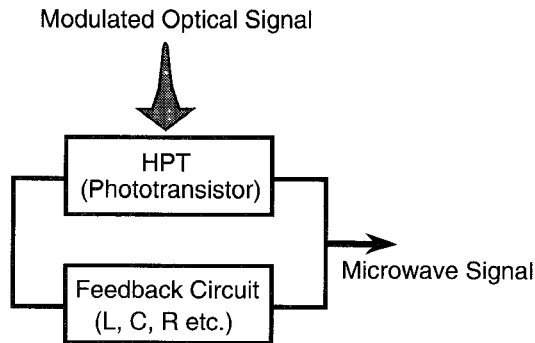 Modulated Optical Signal
HPT
(Phototransistor)
Microwave Signal
Feedback Circuit
(L, C, R etc.)